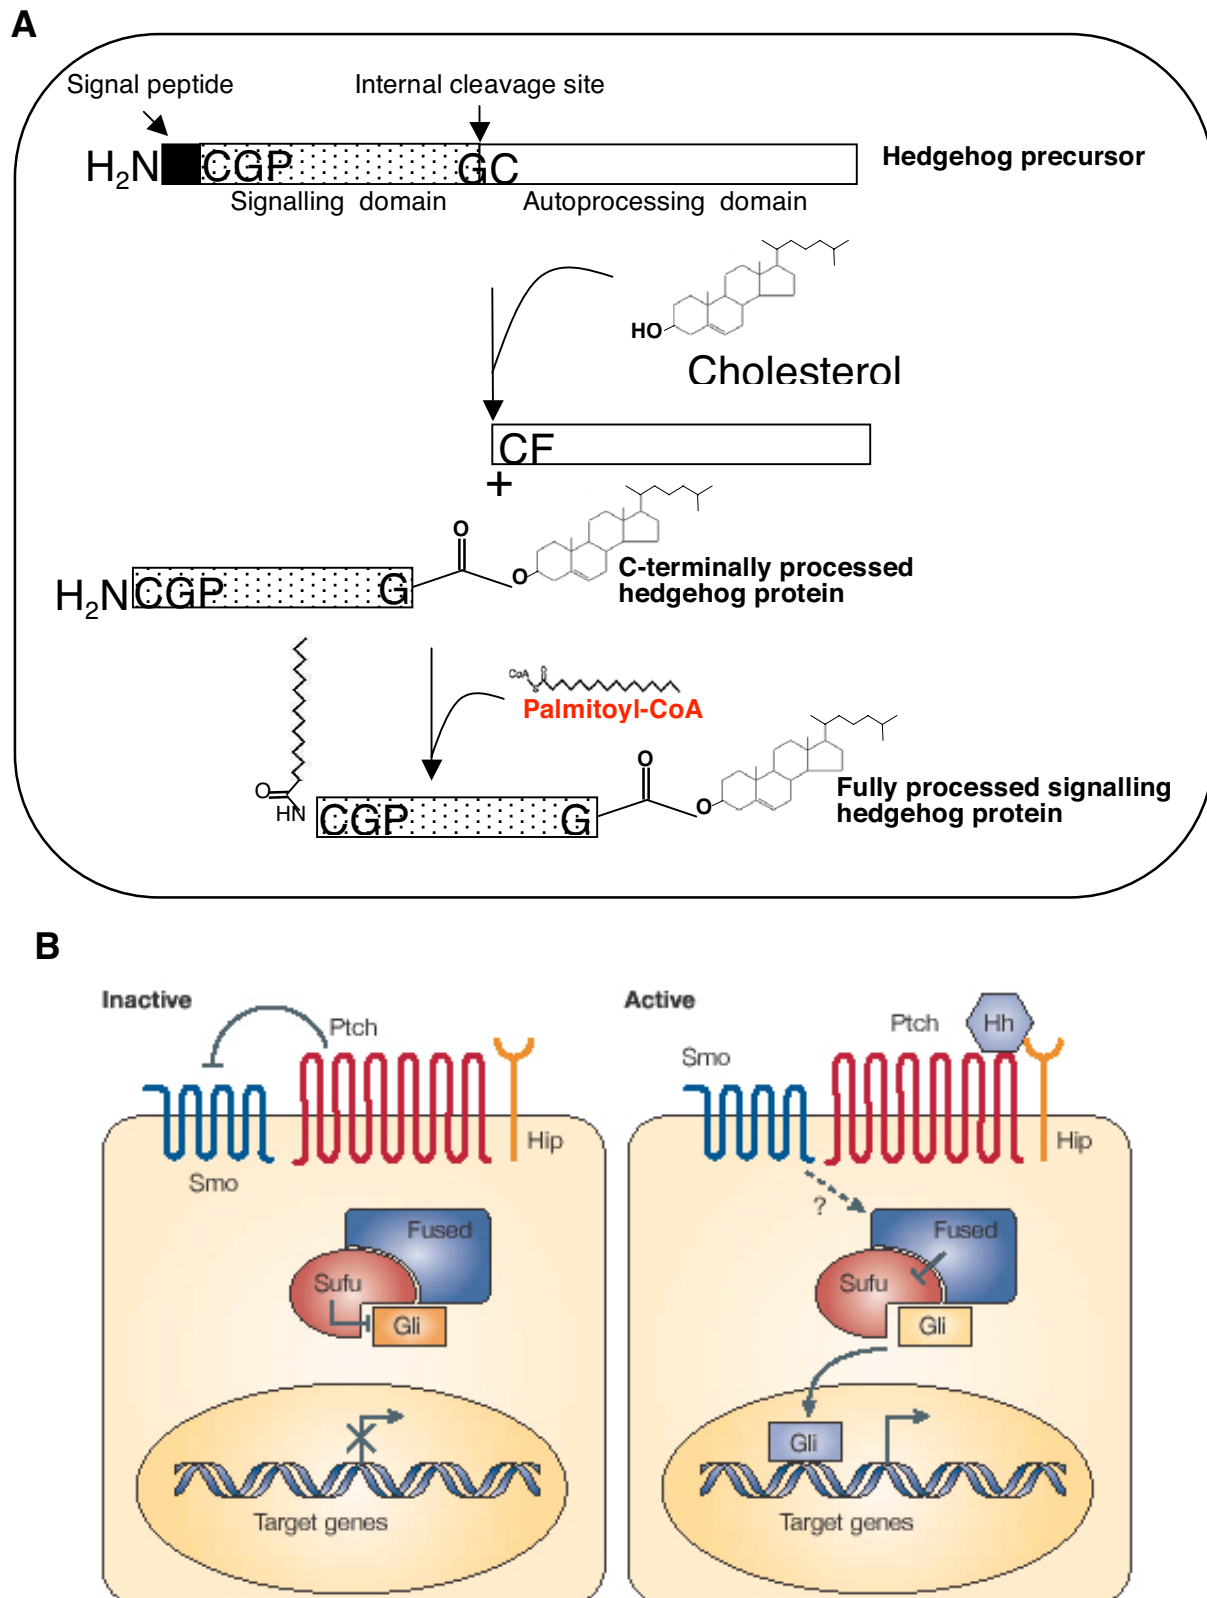 A
Signal peptide
Internal cleavage site
H2N
CGP
GC
Hedgehog precursor
Signalling domain
Autoprocessing domain
HO
Cholesterol
CF
+
O
O
C-terminally processed
hedgehog protein
H2N
CGP
G
CoA
S
O
Palmitoyl-CoA
O
O
Fully processed signalling
hedgehog protein
O
HN
CGP
G
B
Inactive
Ptch
Smo
Hip
Fused
Sufu
Gli
Target genes
Active
Ptch
Hh
Smo
Hip
?
Fused
Sufu
Gli
Gli
Target genes